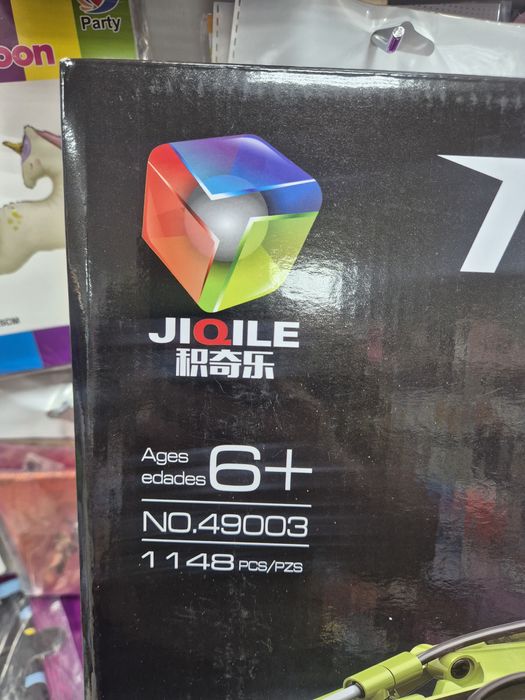 Party
oon
T
JIQILE
积奇乐
Ages
edades 6+
NO.49003
1148 PCS/PZS